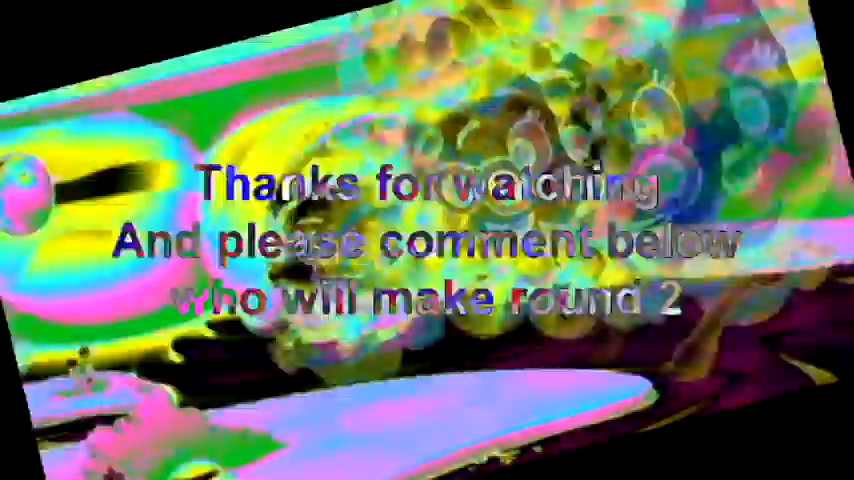 Thanks for watching
And please comment below
who will make round 2